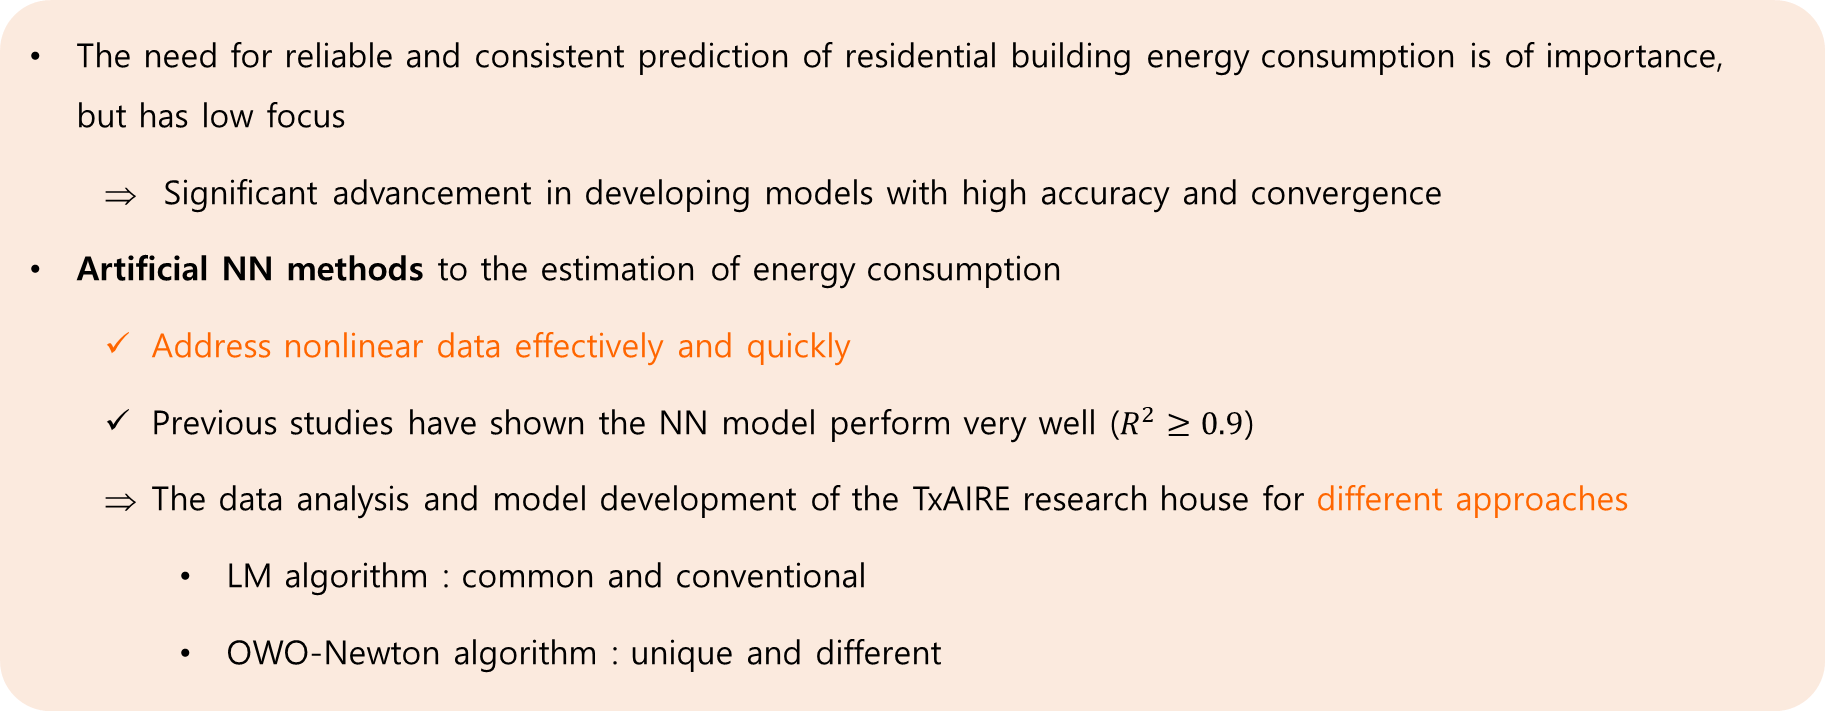 • The need for reliable and consistent prediction of residential building energy consumption is of importance,
but has low focus
⇒ Significant advancement in developing models with high accuracy and convergence
• Artificial NN methods to the estimation of energy consumption
✓ Address nonlinear data effectively and quickly
✓ Previous studies have shown the NN model perform very well (R² ≥ 0.9)
⇒ The data analysis and model development of the TxAIRE research house for different approaches
• LM algorithm : common and conventional
• OWO-Newton algorithm : unique and different